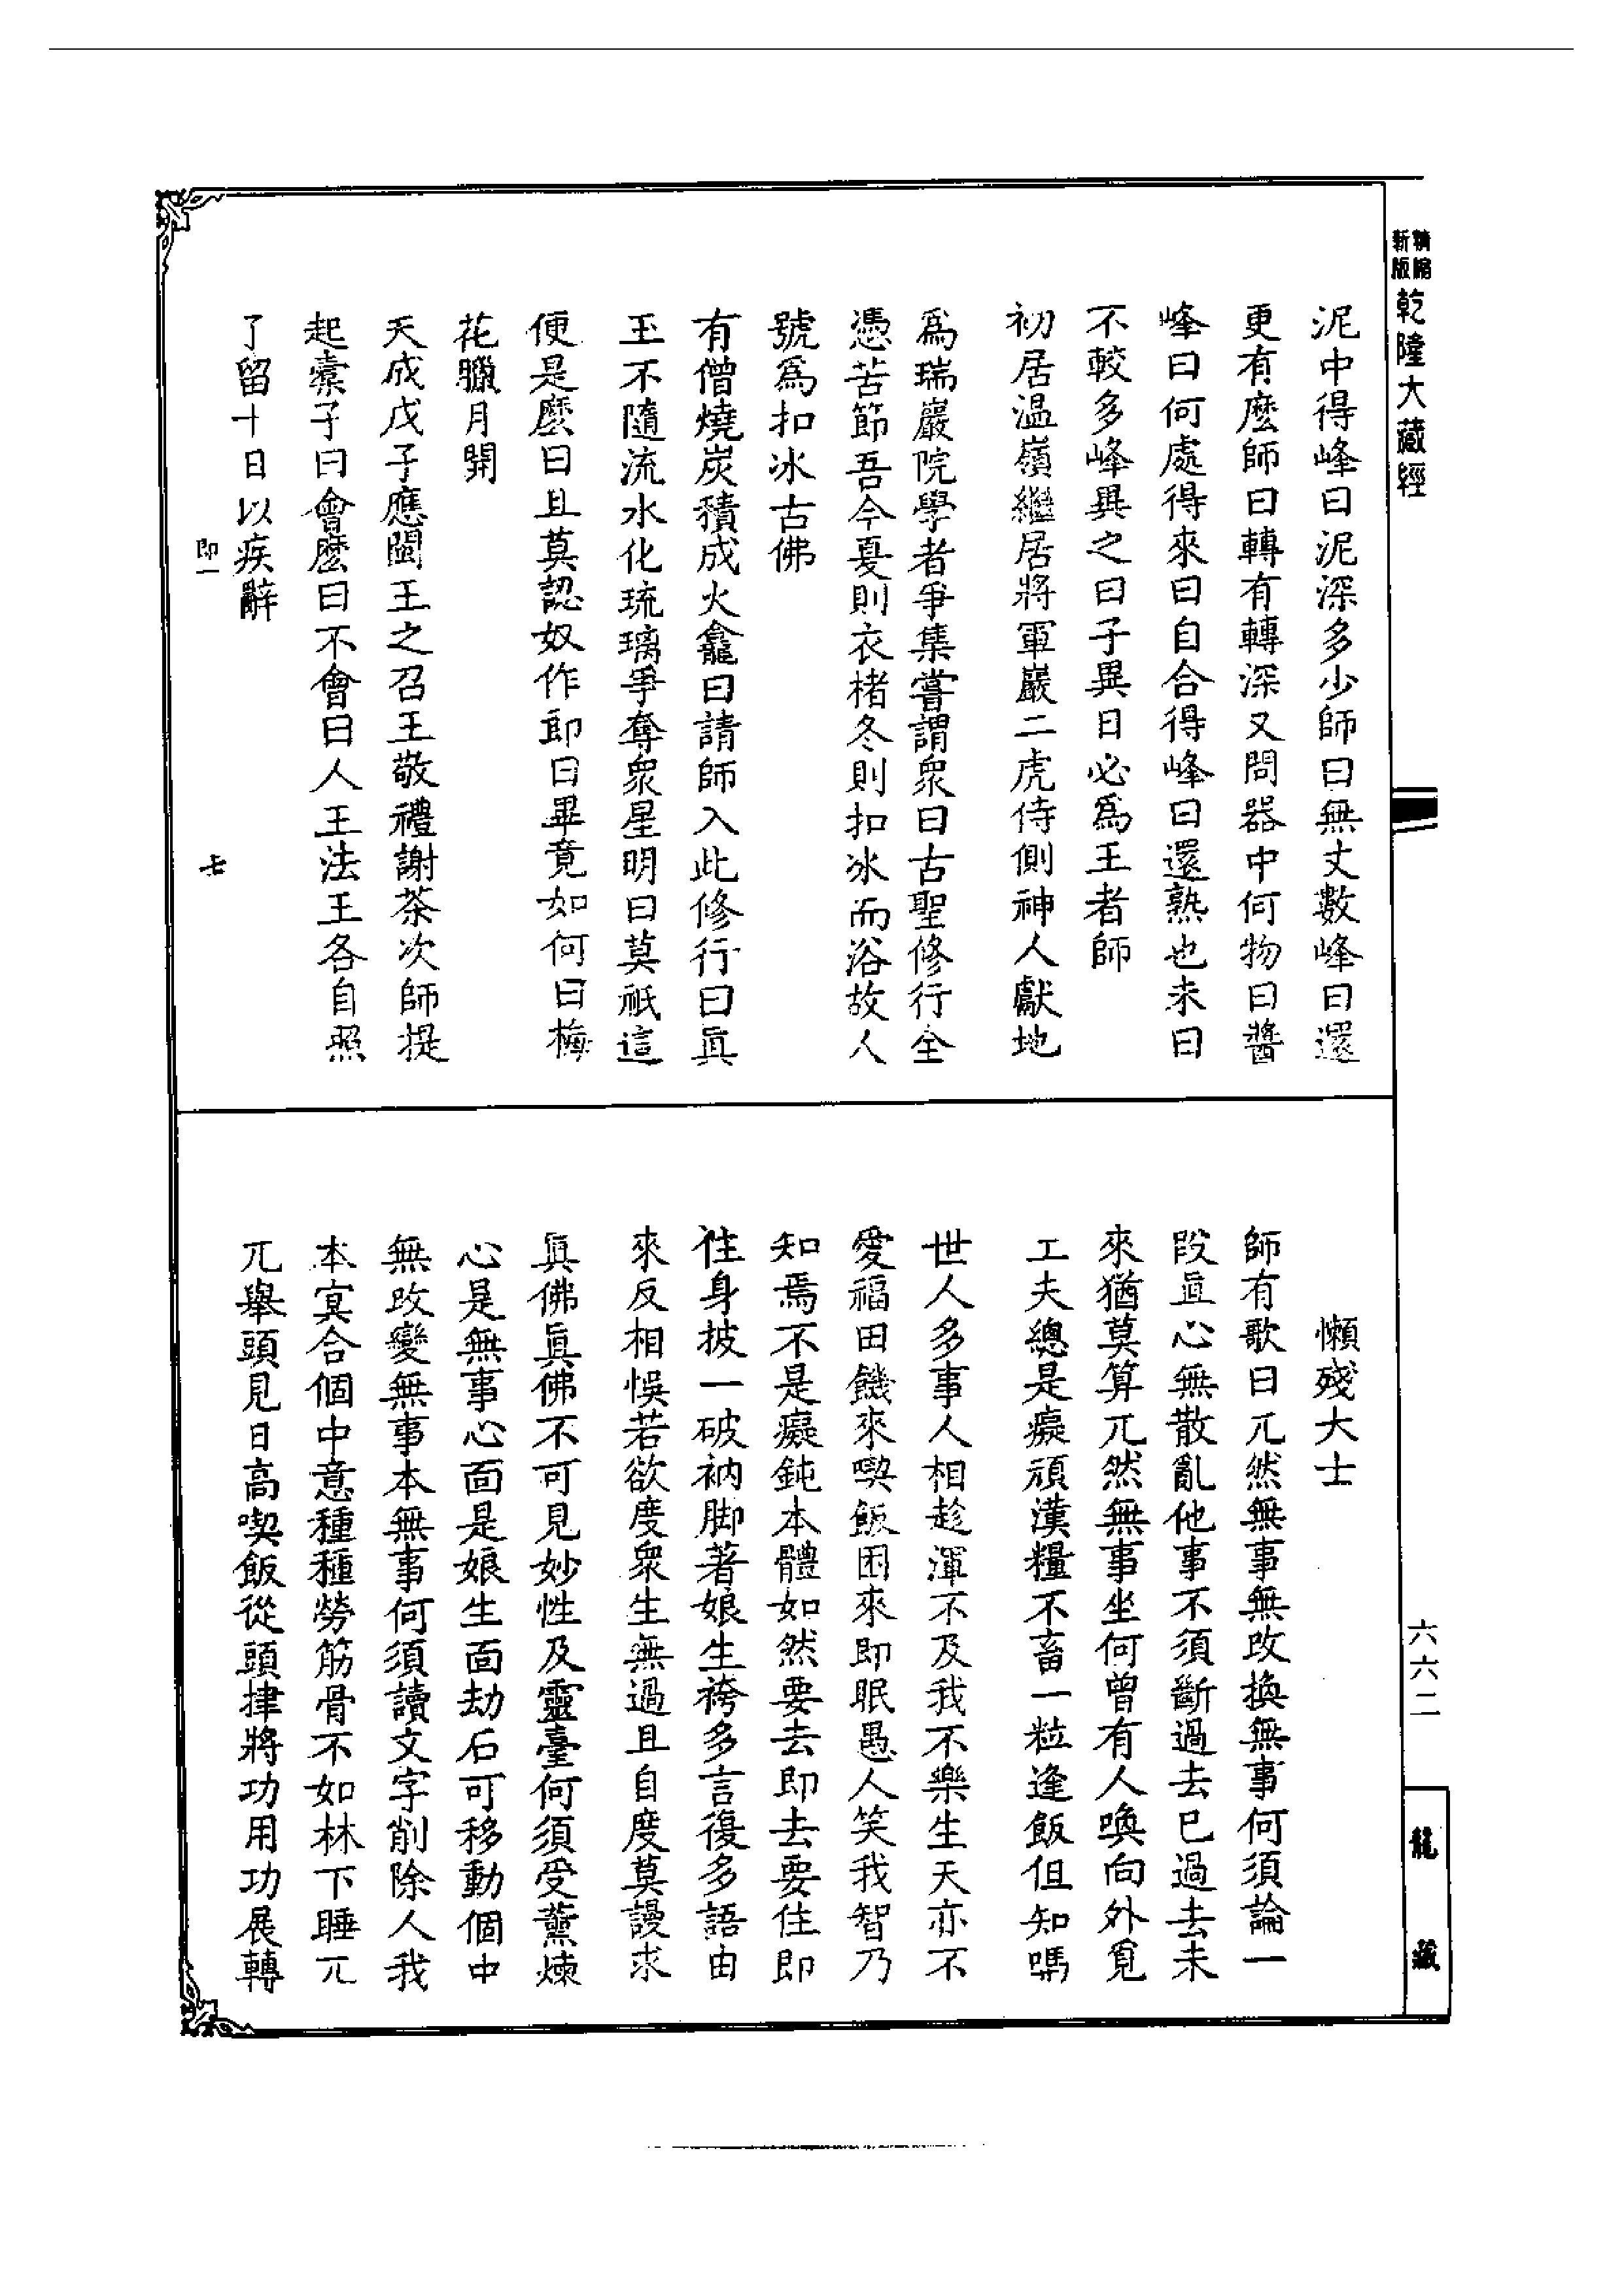 精縮
新版
乾隆大藏經
泥中得峰曰泥深多少師曰無丈數峰曰還
更有麽師曰轉有轉深又問器中何物曰醬
峰曰何處得來曰自合得峰曰還熟也未曰
不較多峰異之曰子異日必爲王者師
初居溫嶺繼居將軍巖二虎侍側神人獻地
爲瑞巖院學者爭集嘗謂衆曰古聖修行全
憑苦節吾今夏則衣楮冬則扣冰而浴故人
號爲扣冰古佛
有僧燒炭積成火龕曰請師入此修行曰眞
玉不隨流水化琉璃爭奪衆星明曰莫祇這
便是麽曰且莫認奴作郎曰畢竟如何曰梅
花臘月開
天成戊子應閩王之召王敬禮謝茶次師提
起橐子曰會麽曰不會曰人王法王各自照
了留十日以疾辭
即一
七
懶殘大士
師有歌曰兀然無事無改換無事何須論一
段直心無散亂他事不須斷過去已過去未
來猶莫算兀然無事坐何曾有人喚向外覓
工夫總是癡頑漢糧不畜一粒逢飯但知嗎
世人多事人相趁渾不及我不樂生天亦不
愛福田饑來喫飯困來即眠愚人笑我智乃
知焉不是癡鈍本體如然要去即去要住即
住身披一破衲脚著娘生袴多言復多語由
來反相悞若欲度衆生無過且自度莫謾求
眞佛眞佛不可見妙性及靈臺何須受薰煉
心是無事心面是娘生面劫石可移動個中
無改變無事本無事何須讀文字削除人我
本寞合個中意種種勞筋骨不如林下睡兀
兀舉頭見日高喫飯從頭㨷將功用功展轉
六六二
龍藏